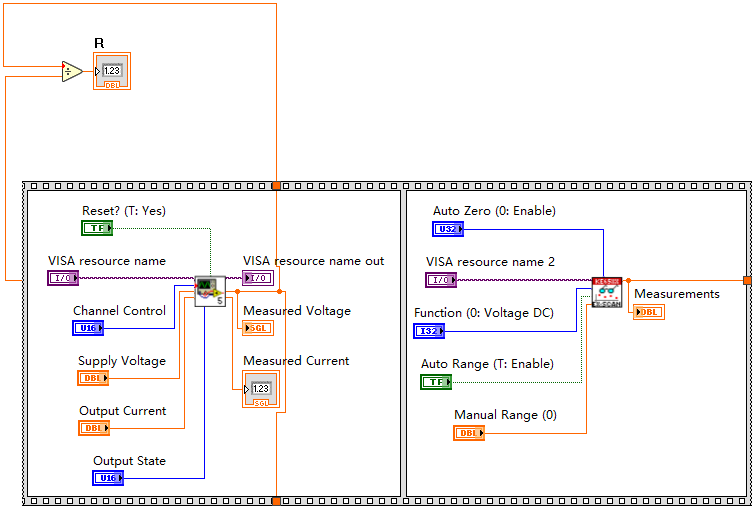 R
1.23
DBL
Reset? (T: Yes)
TF
VISA resource name
I/O
VISA resource name out
I/O
S
Channel Control
U16
Measured Voltage
SGL
Supply Voltage
DBL
Measured Current
1.23
SGL
Output Current
DBL
Output State
U16
Auto Zero (0: Enable)
U32
VISA resource name 2
I/O
Measurements
DBL
Function (0: Voltage DC)
I32
Auto Range (T: Enable)
TF
Manual Range (0)
DBL